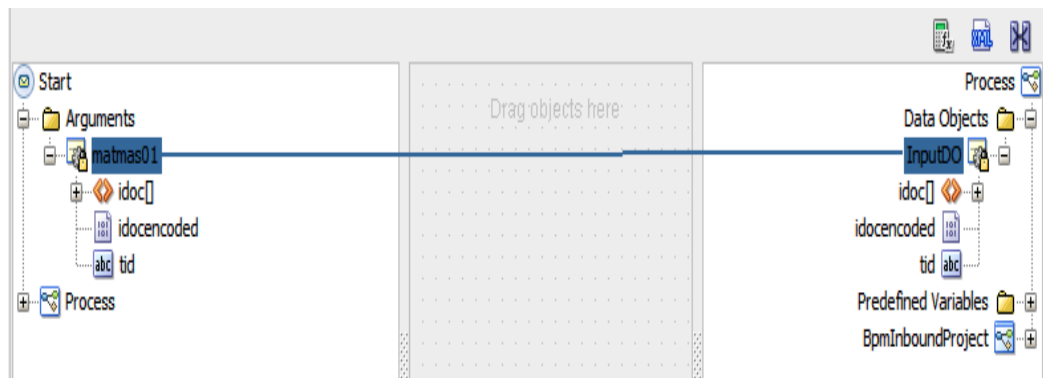 Start
Arguments
matmas01
idoc[]
idocencoded
tid
Process
Drag objects here
Process
Data Objects
InputDO
idoc[]
idocencoded
tid
Predefined Variables
BpmInboundProject